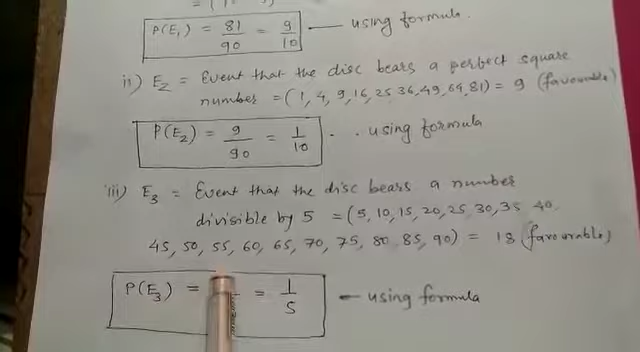 P(E₁) = 81/90 = 9/10 — using formula.
ii) E₂ = Event that the disc bears a perfect square
number = (1, 4, 9, 16, 25 36, 49, 64, 81) = 9 (favourable)
P(E₂) = 9/90 = 1/10 . . using formula
iii) E₃ = Event that the disc bears a number
divisible by 5 = (5, 10, 15, 20, 25, 30, 35 40,
45, 50, 55, 60, 65, 70, 75, 80 85, 90) = 18 (favourable)
P(E₃) = = 1/5 — using formula